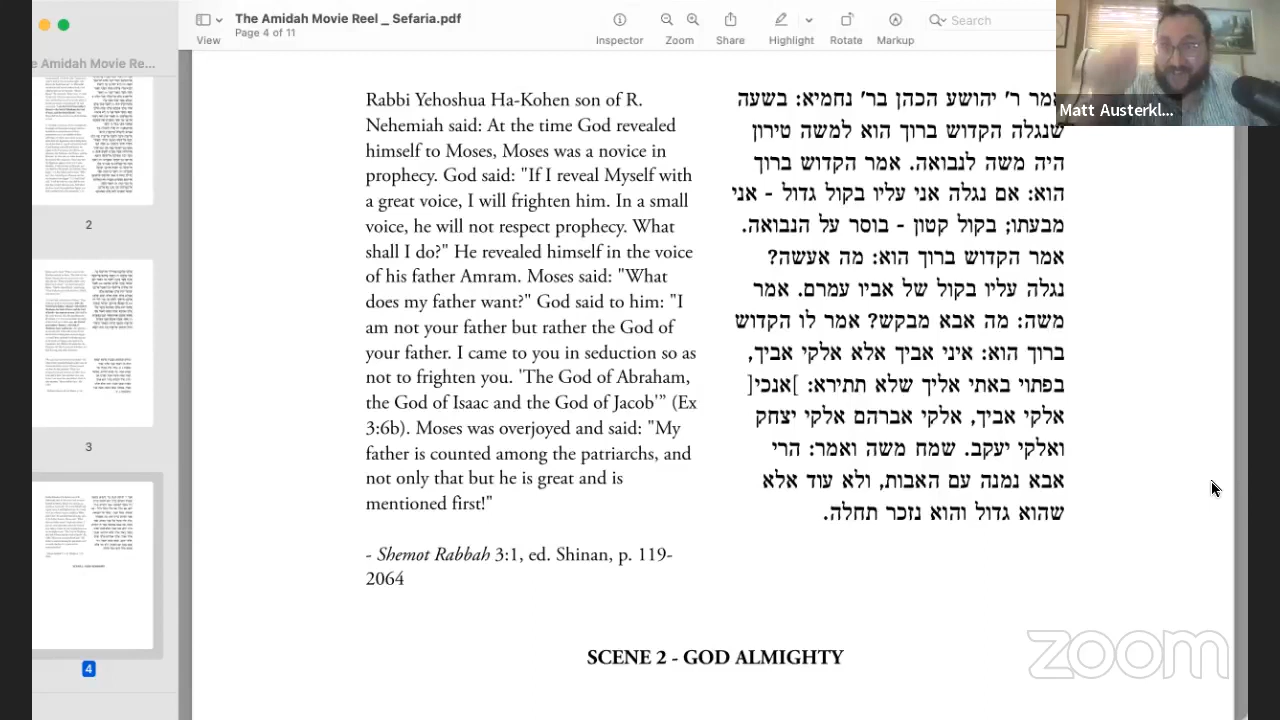 The Amidah Movie Reel _ Sefaria.pdf
Page 4 of 11
View
Inspector
Zoom
Share
Highlight
Rotate
Markup
Search
e Amidah Movie Re...
2
3
4
Rabbi Yehoshua
son of R.
Nehemiah said:
God revealed
himself to Moses, he was a novice in
prophecy. God said: "If I reveal Myself with
a great voice, I will frighten him. In a small
voice, he will not respect prophecy. What
shall I do?" He revealed himself in the voice
of his father Amram. Moses said: "What
does my father want?" God said to him: "I
am not your father but rather the God of
your father. I come to you in seduction so as
not to frighten you. 'The God of Abraham,
the God of Isaac and the God of Jacob'" (Ex
3:6b). Moses was overjoyed and said: "My
father is counted among the patriarchs, and
not only that but he is great and is
mentioned first."
- Shemot Rabbah 3:1, ed. Shinan, p. 119-
2064
אמר ר' יהושע הכהן בר'
שנגלה הקדוש ברוך הוא למשה טירון
היה משה לנבואה. אמר הקדוש ברוך
הוא: אם נגלה אני עליו בקול גדול - אני
מבעתו; בקול קטון - בוסר על הנבואה.
אמר הקדוש ברוך הוא: מה אעשה?
נגלה עליו בקולו של אביו עמרם. אמר
משה: מה אבא מבקש? אמר לו הקדוש
ברוך הוא: איני אביך אלא אלקי אביך
בפתוי באתי אליך שלא תתירא: ]אנכי[
אלקי אביך, אלקי אברהם אלקי יצחק
ואלקי יעקב. שמח משה ואמר: הרי
אבא נמנה עם האבות, ולא עוד אלא
שהוא גדול והוא נזכר תחלה.
SCENE 2 - GOD ALMIGHTY
Matt Austerkl...
zoom